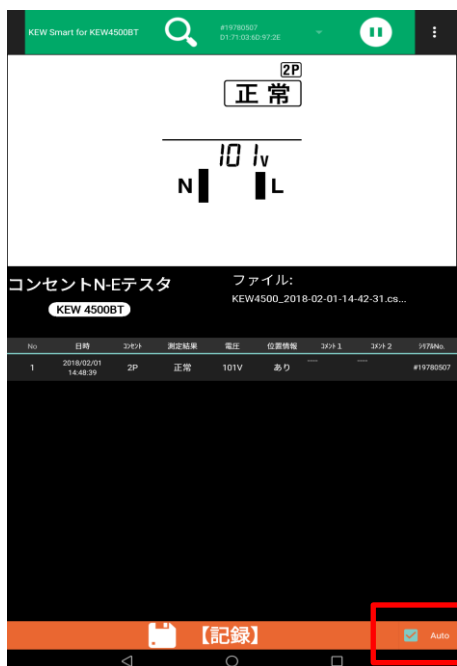 KEW Smart for KEW4500BT
#19780507
D1:71:03:6D:97:2E
2P
正常
101V
N L
コンセントN-Eテスタ
KEW 4500BT
ファイル:
KEW4500_2018-02-01-14-42-31.cs...
No 日時 ｺﾝｾﾝﾄ 測定結果 電圧 位置情報 ｺﾒﾝﾄ 1 ｺﾒﾝﾄ 2 ｼﾘｱﾙNo.
1 2018/02/01 14:48:39 2P 正常 101V あり — — #19780507
【記録】
Auto